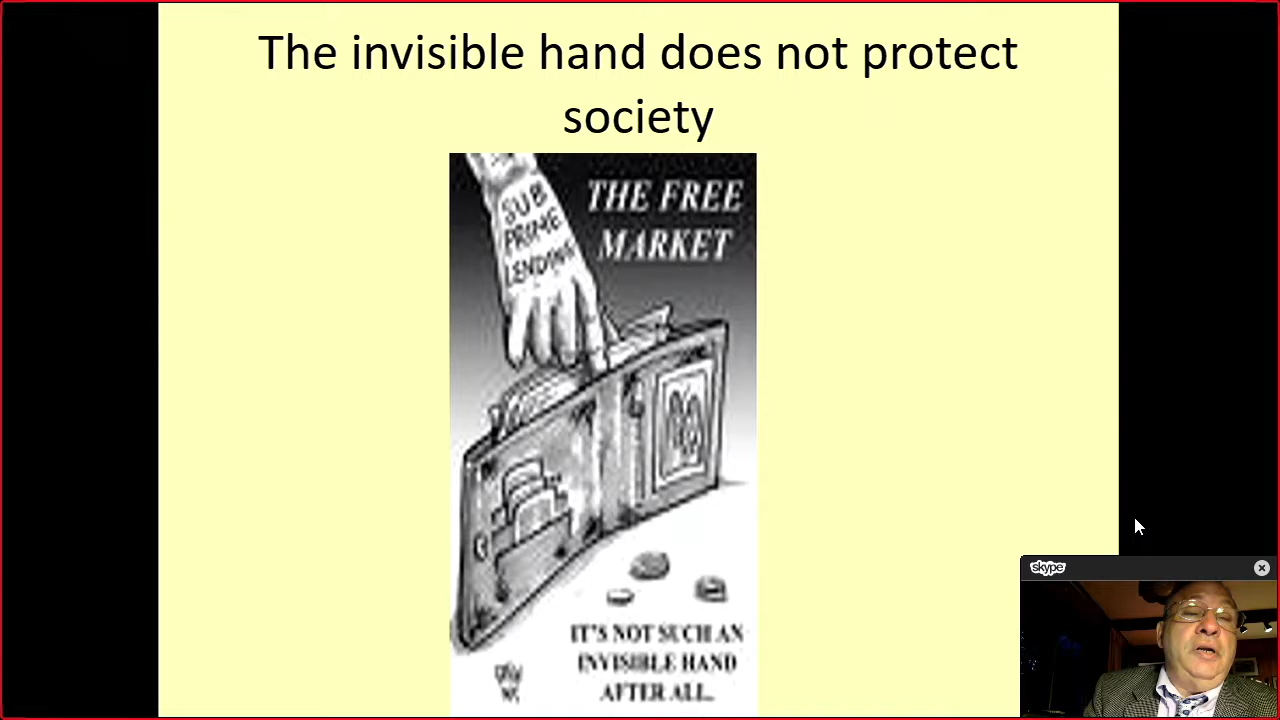 The invisible hand does not protect
society
SUB
PRIME
LENDING
THE FREE
MARKET
IT'S NOT SUCH AN
INVISIBLE HAND
AFTER ALL..
skype